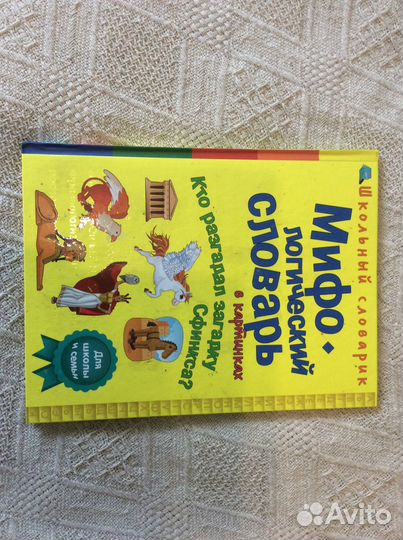 Школьный словарик
Мифо-
логический
словарь
в картинках
Кто разгадал загадку
Сфинкса?
Для
школы
и семьи
Avito